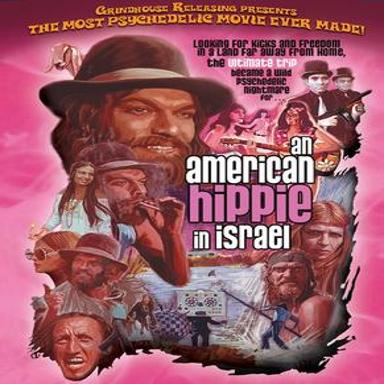 GRINDHOUSE RELEASING PRESENTS
THE MOST PSYCHEDELIC MOVIE EVER MADE!
LOOKING FOR KICKS AND FREEDOM
IN A LAND FAR AWAY FROM HOME,
THE ULTIMATE TRIP
BECAME A WILD
PSYCHEDELIC
NIGHTMARE
FOR...
an
american
hippie
in israel